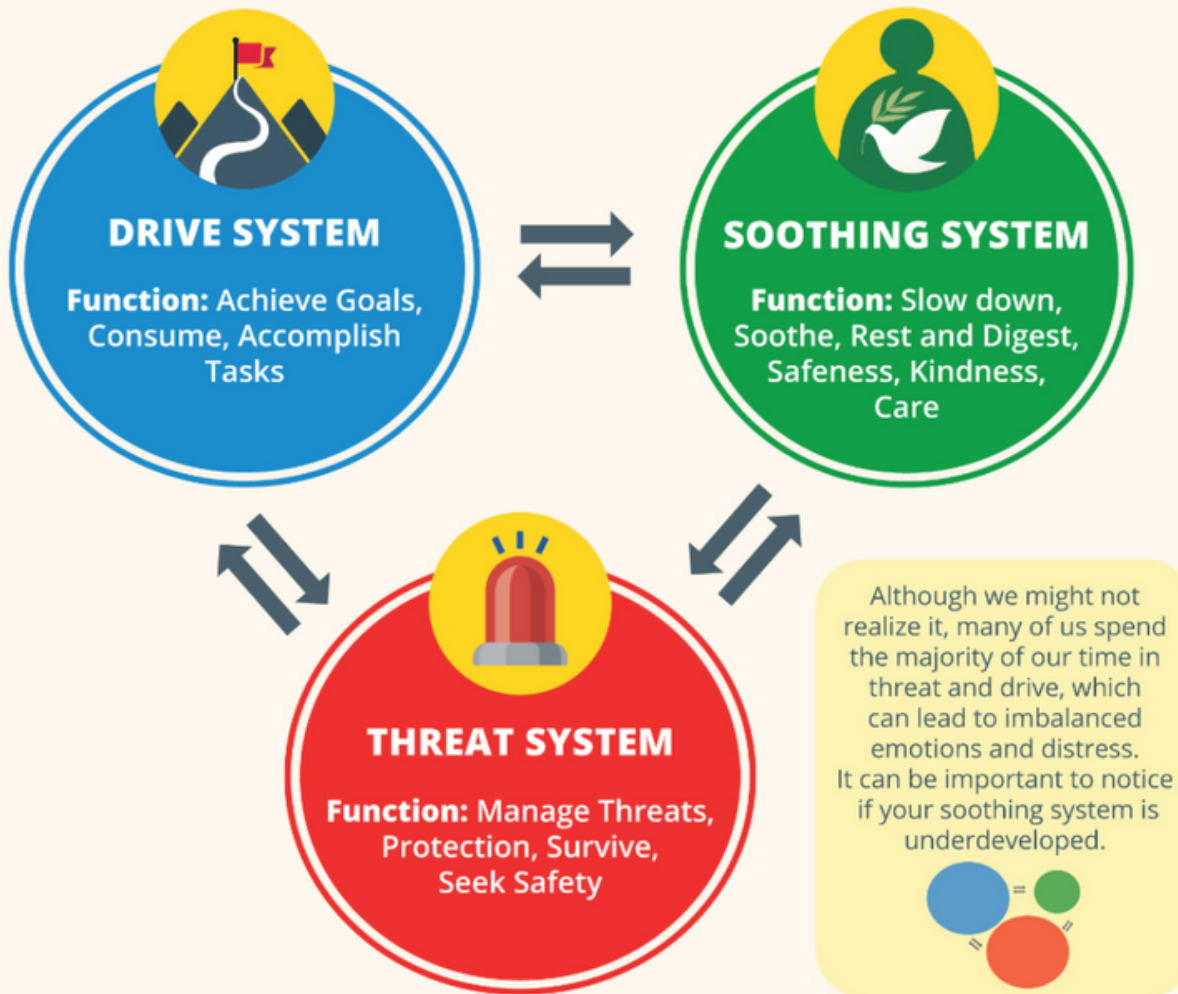 DRIVE SYSTEM
Function: Achieve Goals,
Consume, Accomplish
Tasks
SOOTHING SYSTEM
Function: Slow down,
Soothe, Rest and Digest,
Safeness, Kindness,
Care
THREAT SYSTEM
Function: Manage Threats,
Protection, Survive,
Seek Safety
Although we might not
realize it, many of us spend
the majority of our time in
threat and drive, which
can lead to imbalanced
emotions and distress.
It can be important to notice
if your soothing system is
underdeveloped.